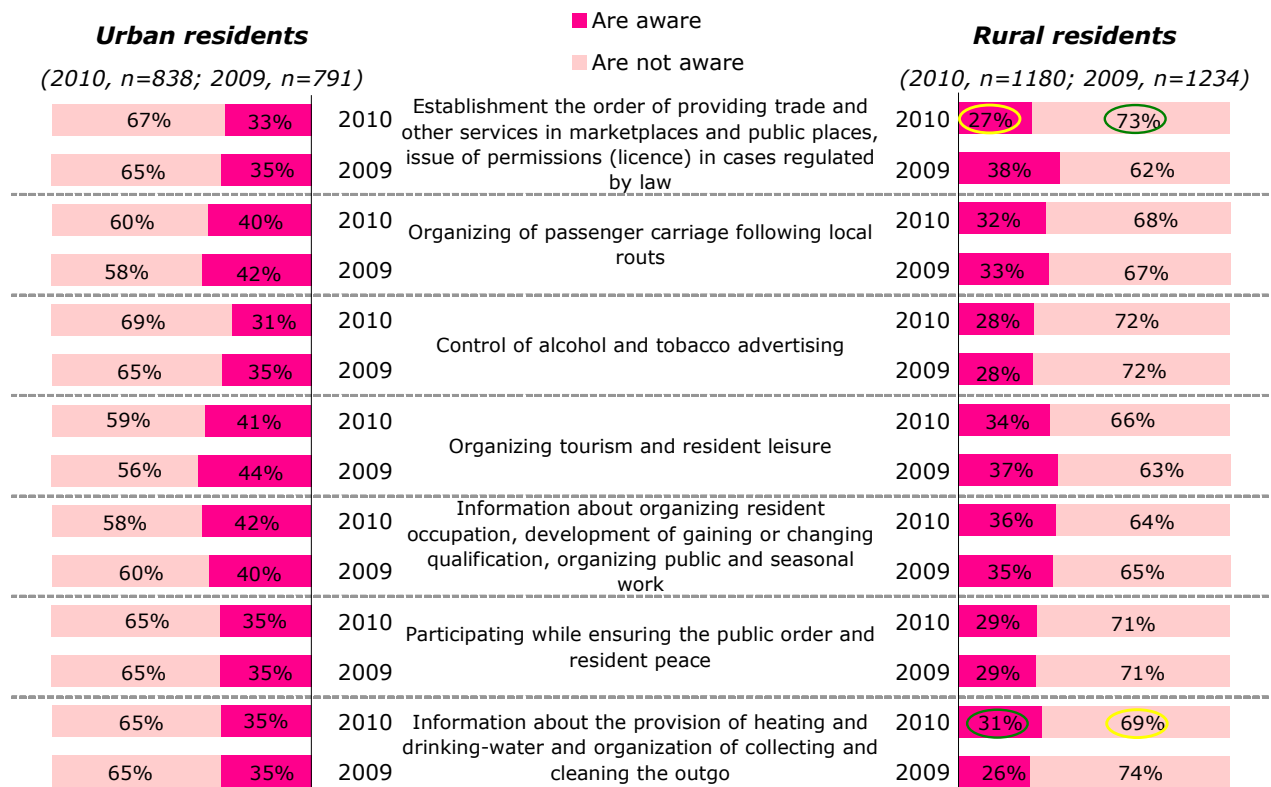 Are aware
Are not aware
Urban residents
(2010, n=838; 2009, n=791)
Rural residents
(2010, n=1180; 2009, n=1234)
67% 33% 2010
65% 35% 2009
Establishment the order of providing trade and
other services in marketplaces and public places,
issue of permissions (licence) in cases regulated
by law
2010 27% 73%
2009 38% 62%
60% 40% 2010
58% 42% 2009
Organizing of passenger carriage following local
routs
2010 32% 68%
2009 33% 67%
69% 31% 2010
65% 35% 2009
Control of alcohol and tobacco advertising
2010 28% 72%
2009 28% 72%
59% 41% 2010
56% 44% 2009
Organizing tourism and resident leisure
2010 34% 66%
2009 37% 63%
58% 42% 2010
60% 40% 2009
Information about organizing resident
occupation, development of gaining or changing
qualification, organizing public and seasonal
work
2010 36% 64%
2009 35% 65%
65% 35% 2010
65% 35% 2009
Participating while ensuring the public order and
resident peace
2010 29% 71%
2009 29% 71%
65% 35% 2010
65% 35% 2009
Information about the provision of heating and
drinking-water and organization of collecting and
cleaning the outgo
2010 31% 69%
2009 26% 74%